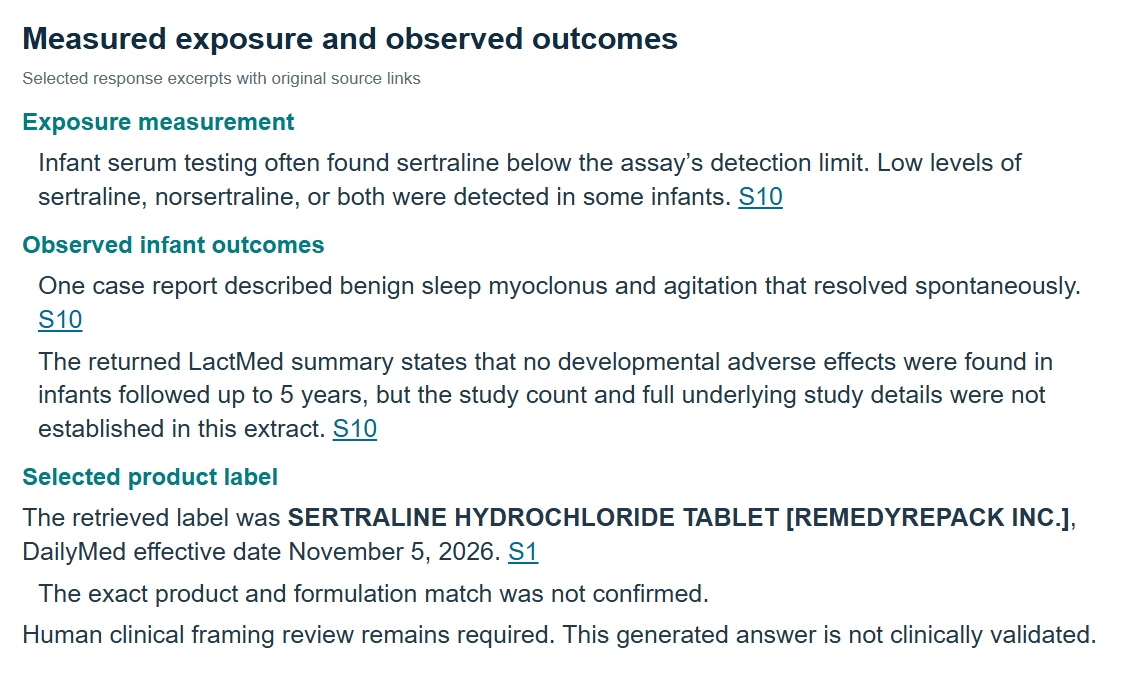 Measured exposure and observed outcomes
Selected response excerpts with original source links
Exposure measurement
Infant serum testing often found sertraline below the assay’s detection limit. Low levels of
sertraline, norsertraline, or both were detected in some infants. S10
Observed infant outcomes
One case report described benign sleep myoclonus and agitation that resolved spontaneously.
S10
The returned LactMed summary states that no developmental adverse effects were found in
infants followed up to 5 years, but the study count and full underlying study details were not
established in this extract. S10
Selected product label
The retrieved label was SERTRALINE HYDROCHLORIDE TABLET [REMEDYREPACK INC.],
DailyMed effective date November 5, 2026. S1
The exact product and formulation match was not confirmed.
Human clinical framing review remains required. This generated answer is not clinically validated.